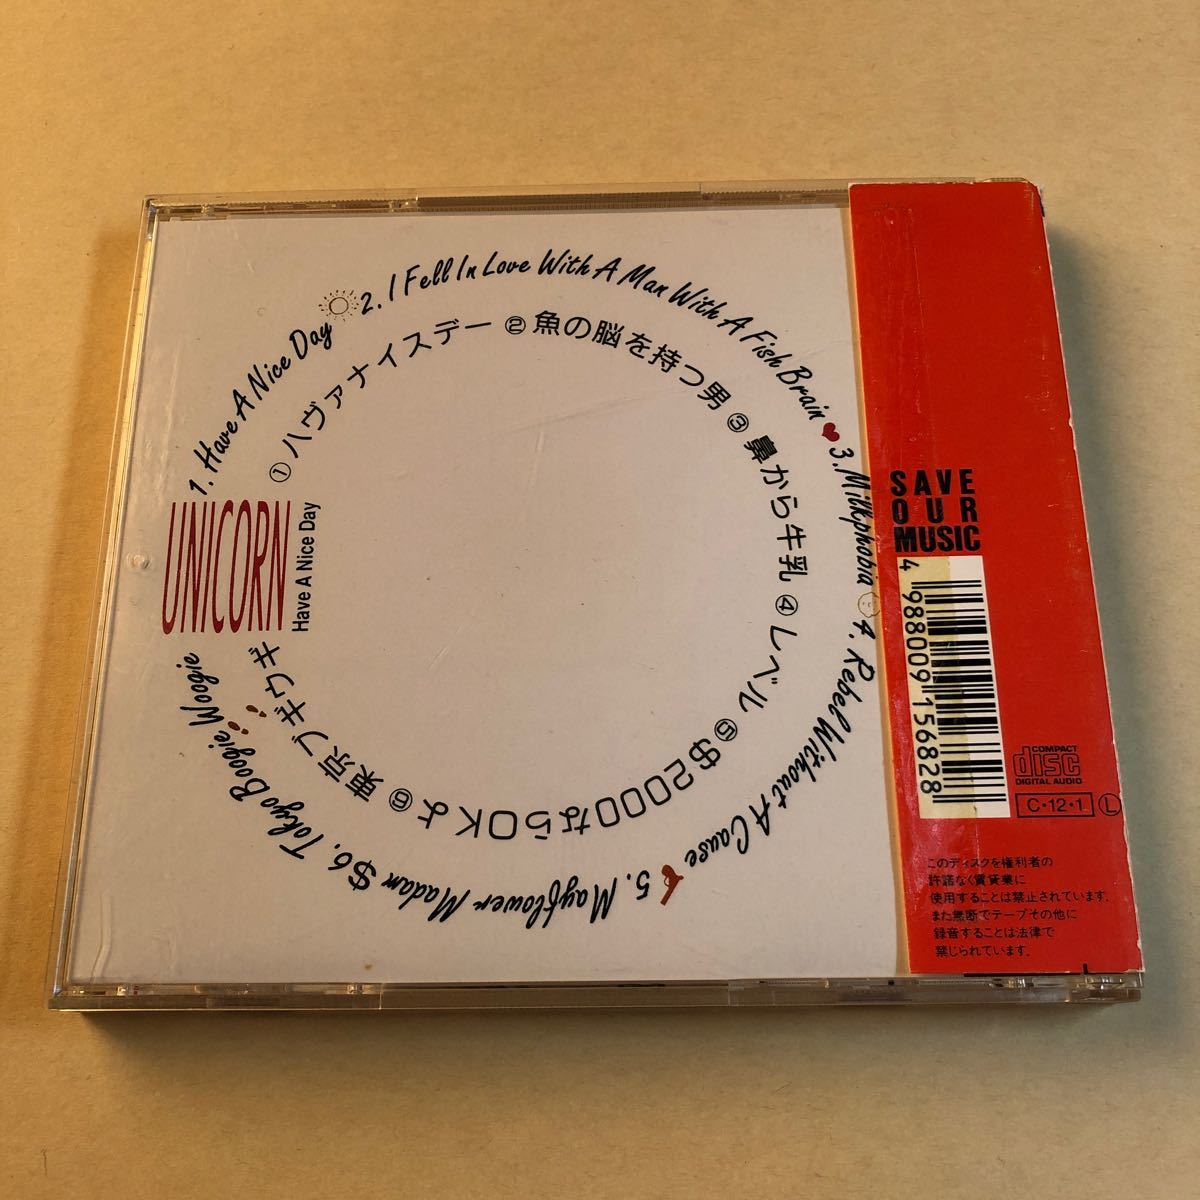 1. Have A Nice Day
2. I Fell In Love With A Man With A Fish Brain
3. Milkphobia
4. Rebel Without A Cause
5. Mayflower Madam
$6. Tokyo Boogie Woogie
① ハヴァナイスデー
② 魚の脳を持つ男
③ 鼻から牛乳
④ レベル
⑤ $2000ならOKよ
⑥ 東京ブギウギ
UNICORN
Have A Nice Day
SAVE
OUR
MUSIC
4 988009 156828
COMPACT
disc
DIGITAL AUDIO
C・12・1 Ⓛ
このディスクを権利者の
許諾なく賃貸業に
使用することは禁止されています。
また無断でテープその他に
録音することは法律で
禁じられています。